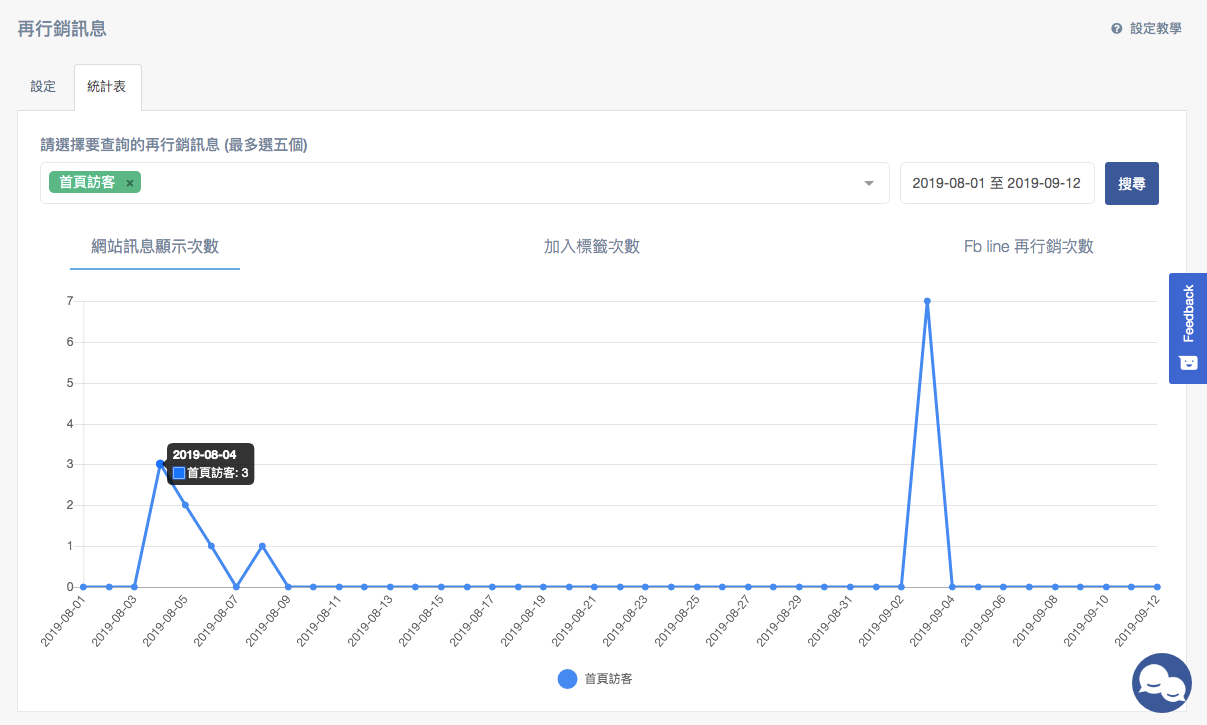 再行銷訊息
設定教學
設定
統計表
請選擇要查詢的再行銷訊息 (最多選五個)
首頁訪客 ×
2019-08-01 至 2019-09-12
搜尋
網站訊息顯示次數
加入標籤次數
Fb line 再行銷次數
Feedback
7
6
5
4
3
2
1
0
2019-08-04
首頁訪客: 3
2019-08-01
2019-08-03
2019-08-05
2019-08-07
2019-08-09
2019-08-11
2019-08-13
2019-08-15
2019-08-17
2019-08-19
2019-08-21
2019-08-23
2019-08-25
2019-08-27
2019-08-29
2019-08-31
2019-09-02
2019-09-04
2019-09-06
2019-09-08
2019-09-10
2019-09-12
首頁訪客